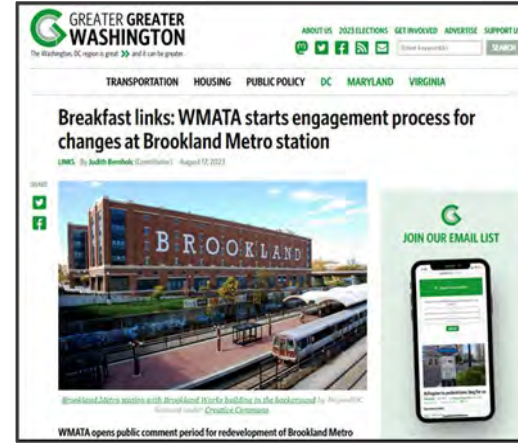 GREATER GREATER
WASHINGTON
The Washington, DC region is great >> and it can be greater.
ABOUT US 2023 ELECTIONS GET INVOLVED ADVERTISE SUPPORT U
SEARCH
TRANSPORTATION HOUSING PUBLIC POLICY DC MARYLAND VIRGINIA
Breakfast links: WMATA starts engagement process for
changes at Brookland Metro station
LINKS By Judith (Contributor) August 17, 2023
SHARE
BROOKLAND
JOIN OUR EMAIL LIST
Brookland Metro station with Brookland Works building in the background by
licensed under Creative Commons.
WMATA opens public comment period for redevelopment of Brookland Metro